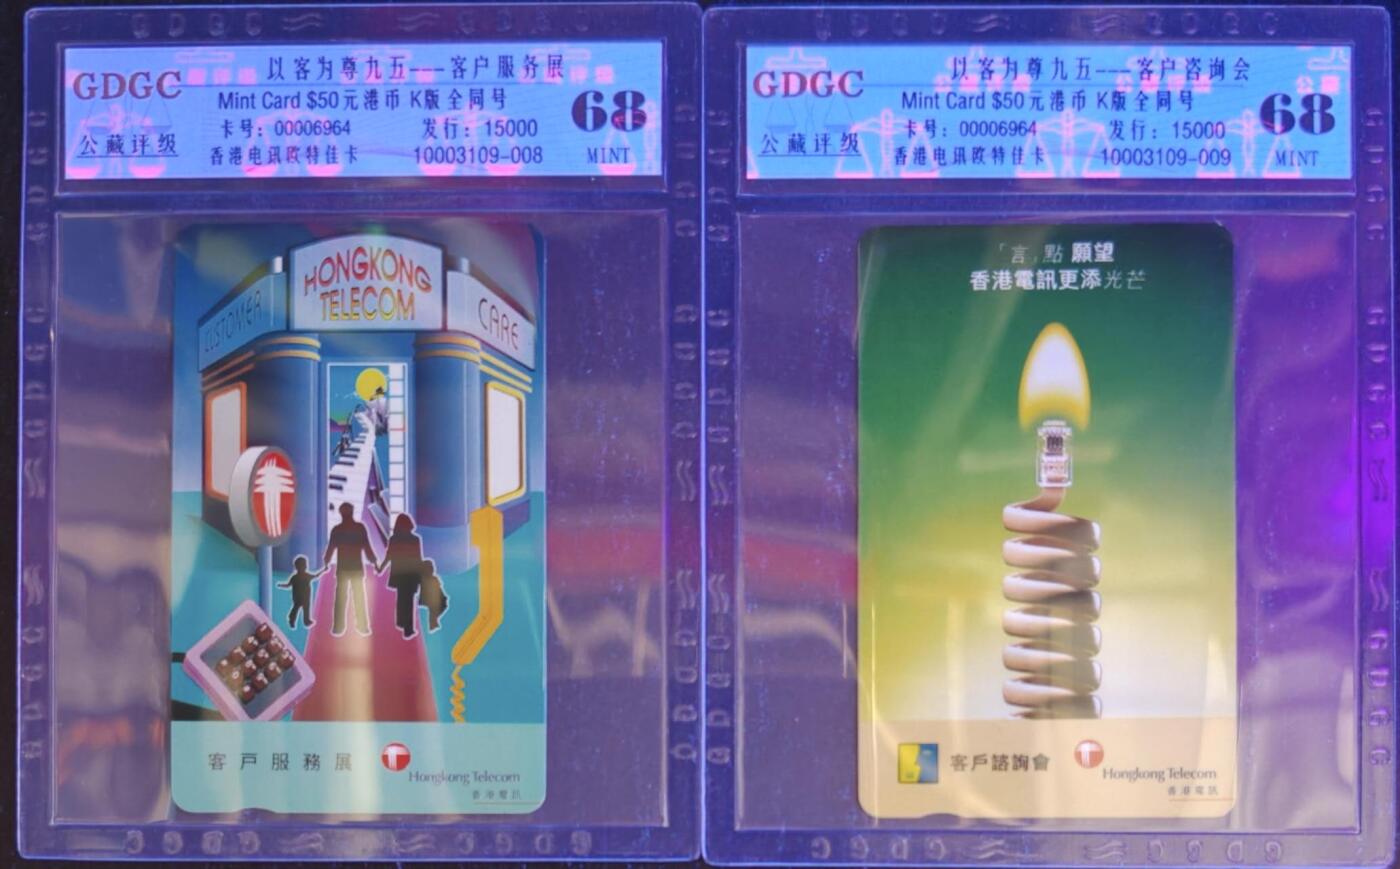 GDGC
公藏评级
以客为尊九五---客户服务展
Mint Card $50元港币 K版全同号
卡号：00006964 发行：15000
香港电讯欧特佳卡 10003109-008
68
MINT
HONGKONG
TELECOM
CUSTOMER
CARE
客戶服務展
Hongkong Telecom
香港電訊
GDGC
公藏评级
以客为尊九五---客户咨询会
Mint Card $50元港币 K版全同号
卡号：00006964 发行：15000
香港电讯欧特佳卡 10003109-009
68
MINT
「言」點 願望
香港電訊更添光芒
客戶諮詢會
Hongkong Telecom
香港電訊